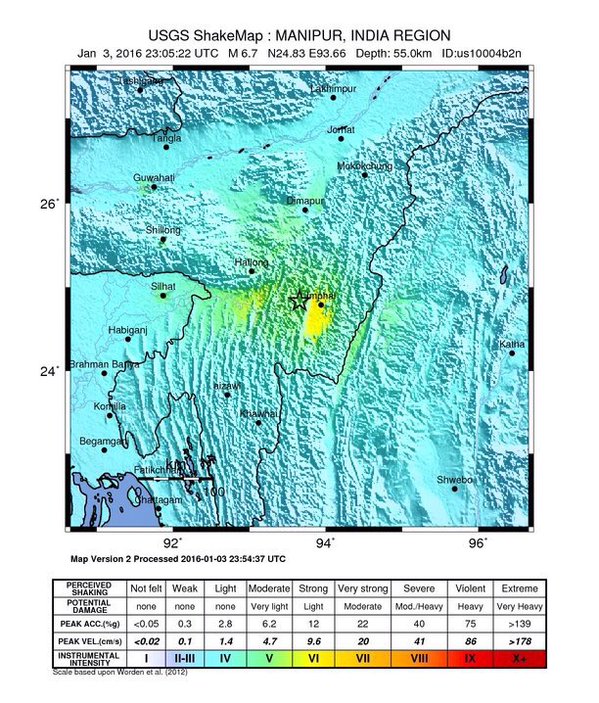 USGS ShakeMap : MANIPUR, INDIA REGION
Jan 3, 2016 23:05:22 UTC M 6.7 N24.83 E93.66 Depth: 55.0km ID:us10004b2n
Lakhimpur
Jorhat
Tangla
Mokokchung
Guwahati
26°
Dimapur
Shillong
Haflong
Silhat
Imphal
Habiganj
Katha
24°
Brahman Bariya
Aizawl
Komilla
Khawhai
Begamganj
Fatikchhari
km
Shwebo
0 100
Chattagam
92° 94° 96°
Map Version 2 Processed 2016-01-03 23:54:37 UTC
PERCEIVED SHAKING Not felt Weak Light Moderate Strong Very strong Severe Violent Extreme
POTENTIAL DAMAGE none none none Very light Light Moderate Mod./Heavy Heavy Very Heavy
PEAK ACC.(%g) <0.05 0.3 2.8 6.2 12 22 40 75 >139
PEAK VEL.(cm/s) <0.02 0.1 1.4 4.7 9.6 20 41 86 >178
INSTRUMENTAL INTENSITY I II-III IV V VI VII VIII IX X+
Scale based upon Worden et al. (2012)